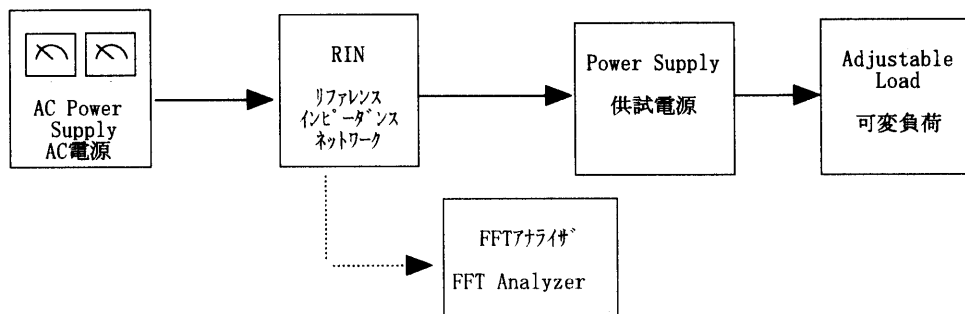 AC Power
Supply
AC電源
RIN
リファレンス
インピーダンス
ネットワーク
Power Supply
供試電源
Adjustable
Load
可変負荷
FFTアナライザ
FFT Analyzer